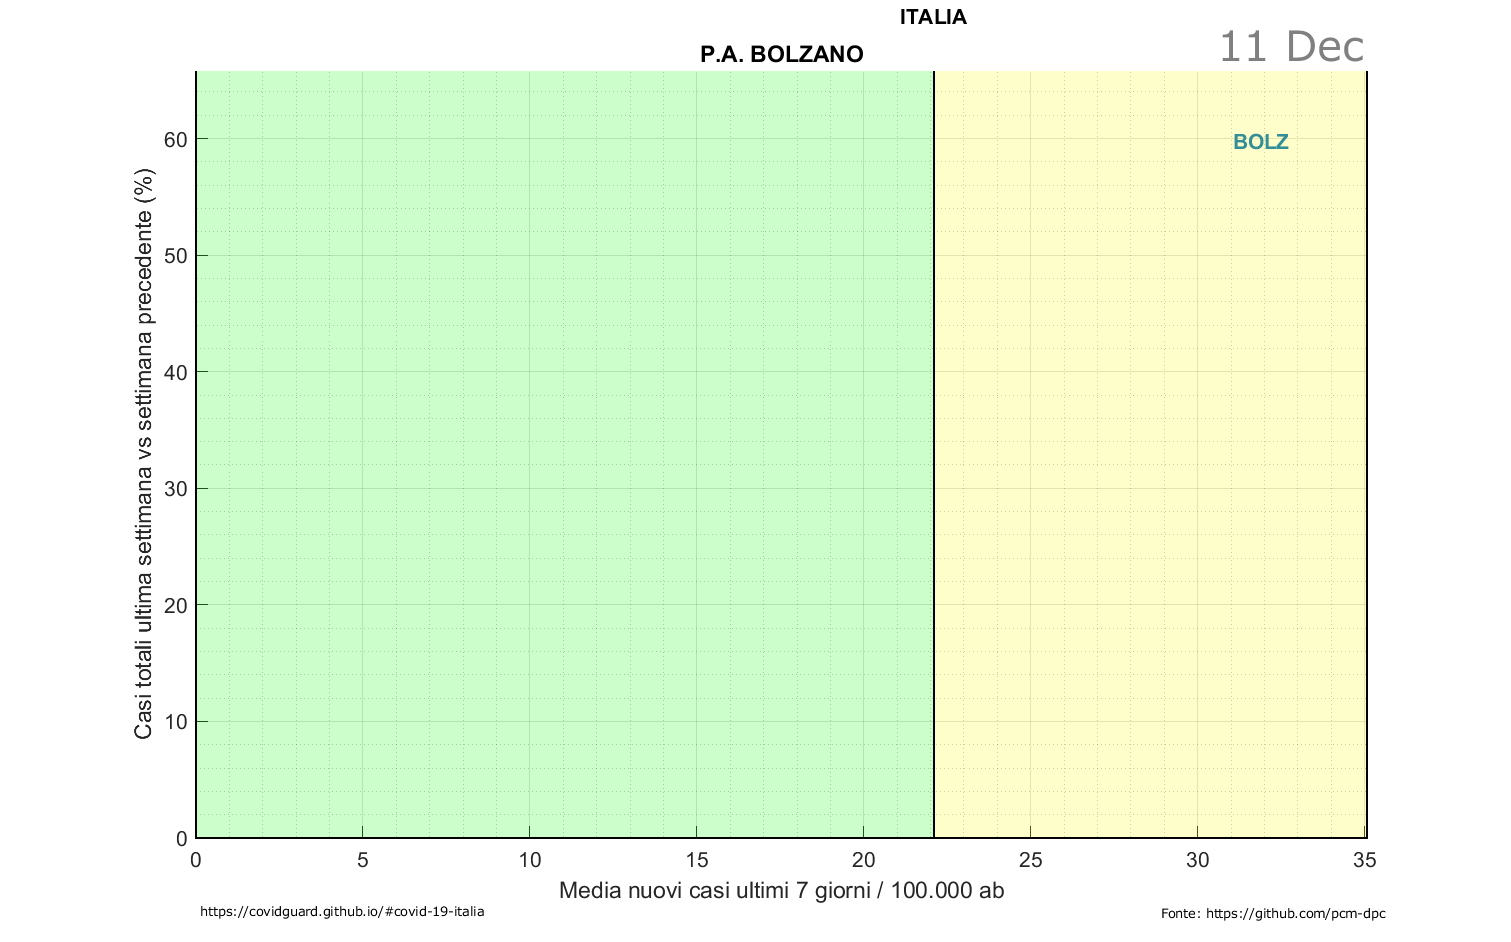 ITALIA
P.A. BOLZANO
11 Dec
Casi totali ultima settimana vs settimana precedente (%)
60
50
40
30
20
10
0
BOLZ
0 5 10 15 20 25 30 35
Media nuovi casi ultimi 7 giorni / 100.000 ab
https://covidguard.github.io/#covid-19-italia
Fonte: https://github.com/pcm-dpc